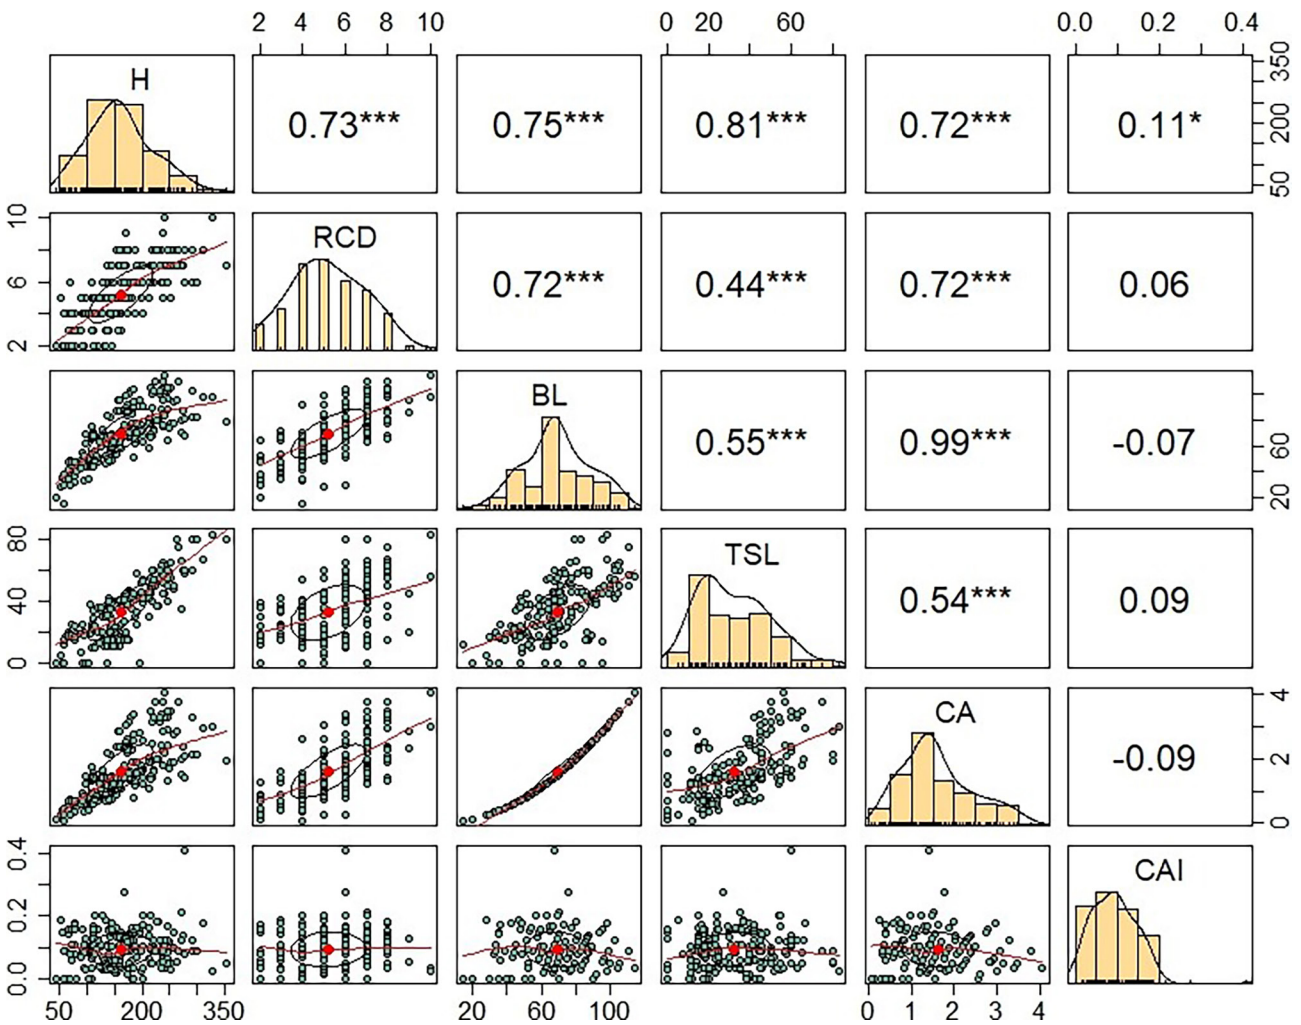 2 4 6 8 10 0 20 60 0.0 0.2 0.4
H 0.73*** 0.75*** 0.81*** 0.72*** 0.11* 50 200 350
2 6 10 RCD 0.72*** 0.44*** 0.72*** 0.06
BL 0.55*** 0.99*** -0.07 20 60
0 40 80 TSL 0.54*** 0.09
CA -0.09 0 2 4
0.0 0.2 0.4 CAI
50 200 350 20 60 100 0 1 2 3 4